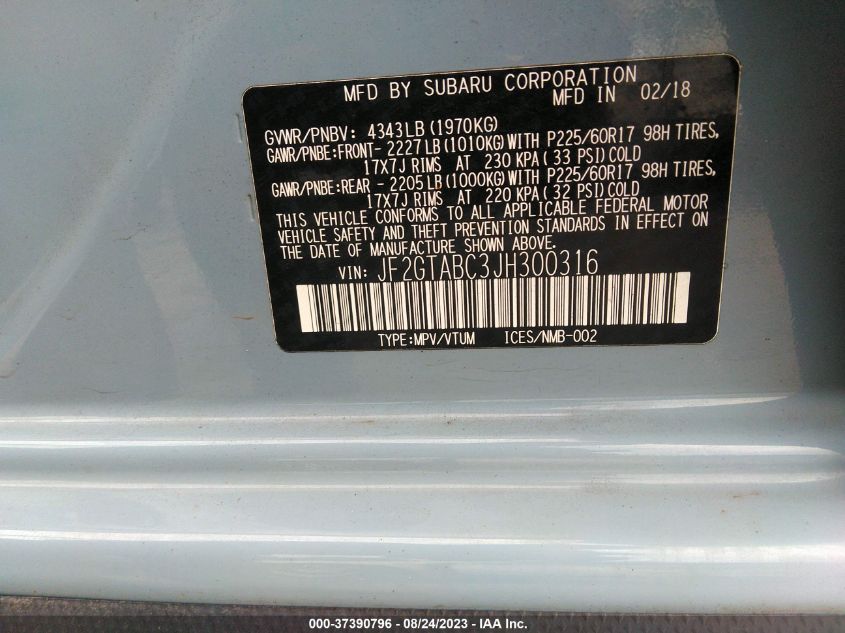 MFD BY SUBARU CORPORATION
MFD IN 02/18
GVWR/PNBV: 4343LB(1970KG)
GAWR/PNBE:FRONT-2227LB(1010KG)WITH P225/60R17 98H TIRES,
17X7J RIMS AT 230 KPA(33 PSI)COLD
GAWR/PNBE:REAR -2205LB(1000KG)WITH P225/60R17 98H TIRES,
17X7J RIMS AT 220 KPA(32 PSI)COLD
THIS VEHICLE CONFORMS TO ALL APPLICABLE FEDERAL MOTOR
VEHICLE SAFETY AND THEFT PREVENTION STANDARDS IN EFFECT ON
THE DATE OF MANUFACTURE SHOWN ABOVE.
VIN: JF2GTABC3JH300316
TYPE:MPV/VTUM ICES/NMB-002
000-37390796 - 08/24/2023 - IAA Inc.